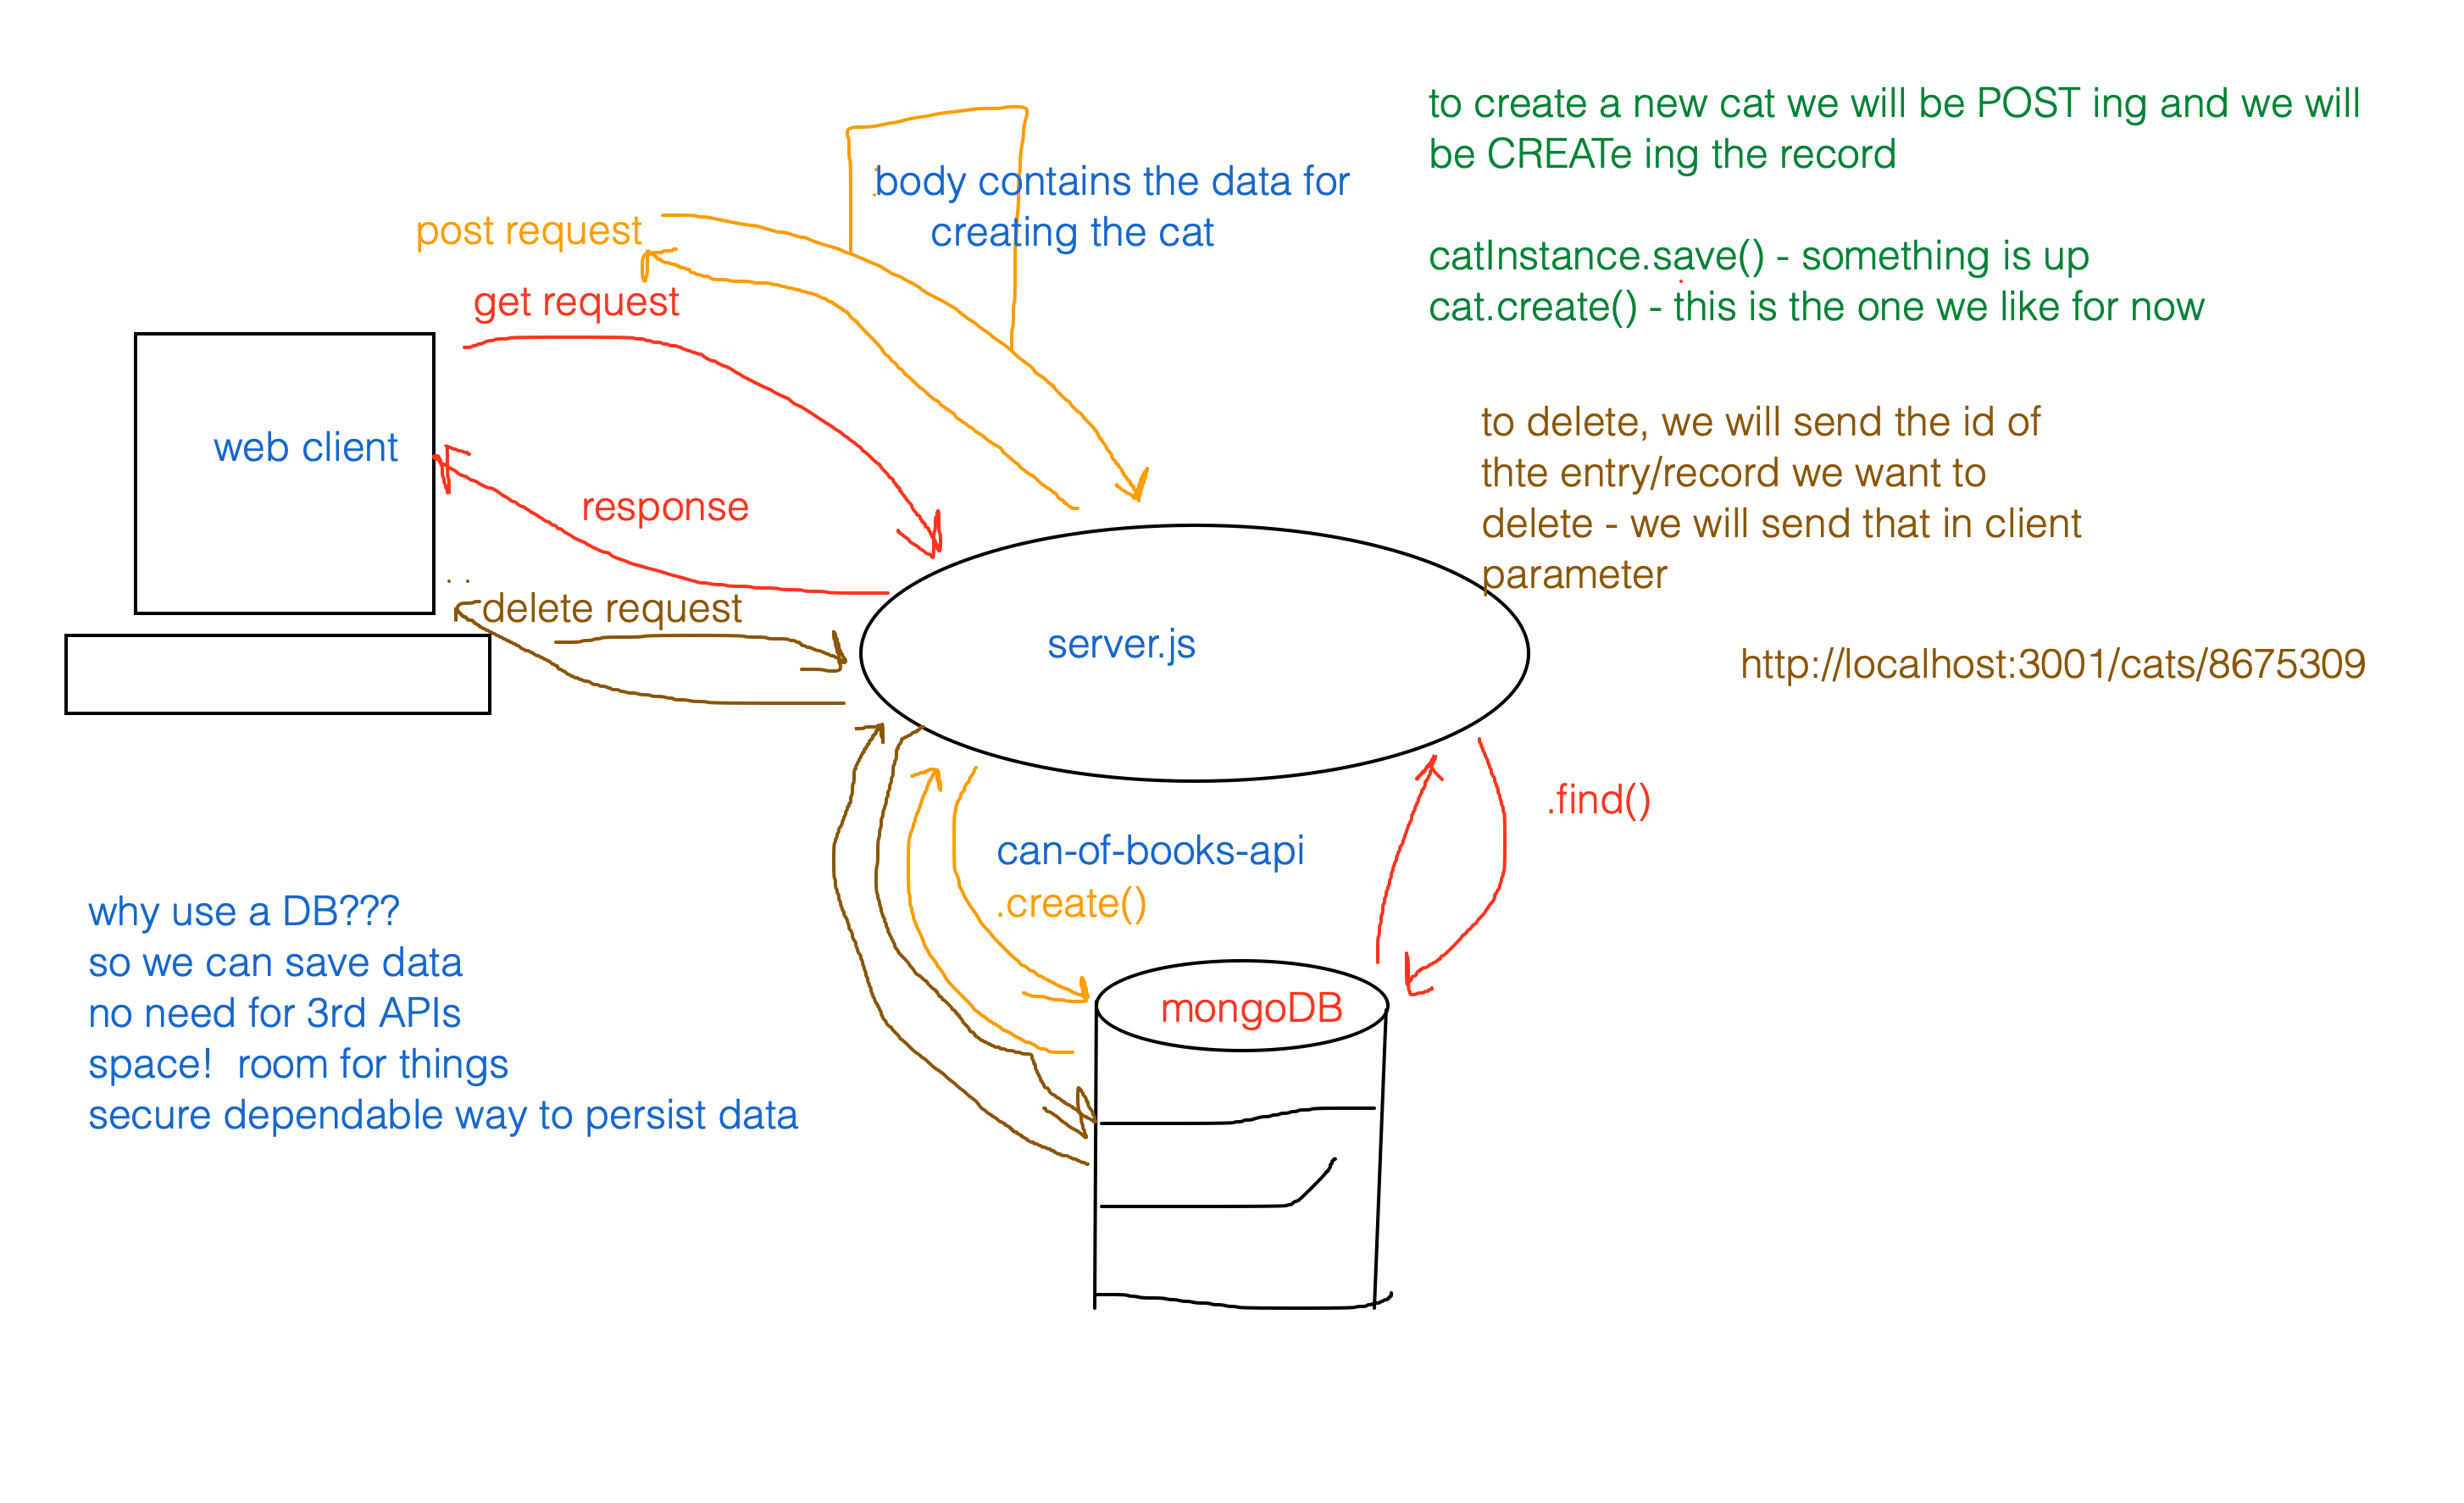 to create a new cat we will be POST ing and we will
be CREATe ing the record
catInstance.save() - something is up
cat.create() - this is the one we like for now
body contains the data for
creating the cat
post request
get request
web client
response
delete request
server.js
to delete, we will send the id of
thte entry/record we want to
delete - we will send that in client
parameter
http://localhost:3001/cats/8675309
.find()
can-of-books-api
.create()
mongoDB
why use a DB???
so we can save data
no need for 3rd APIs
space!  room for things
secure dependable way to persist data